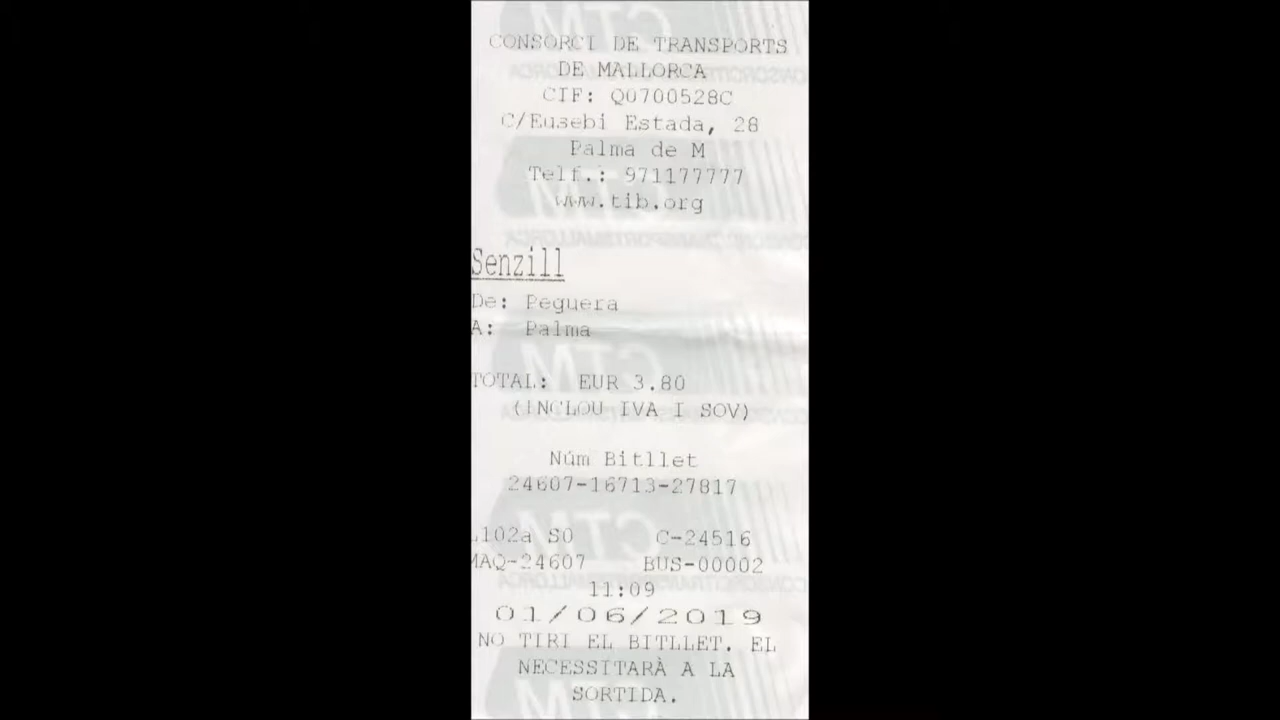 CONSORCI DE TRANSPORTS
DE MALLORCA
CIF: Q0700528C
C/Eusebi Estada, 28
Palma de M
Telf.: 971177777
www.tib.org
Senzill
De: Peguera
A: Palma
TOTAL: EUR 3.80
(INCLOU IVA I SOV)
Núm Bitllet
24607-16713-27817
L102a S0 C-24516
MAQ-24607 BUS-00002
11:09
01/06/2019
NO TIRI EL BITLLET. EL
NECESSITARÀ A LA
SORTIDA.